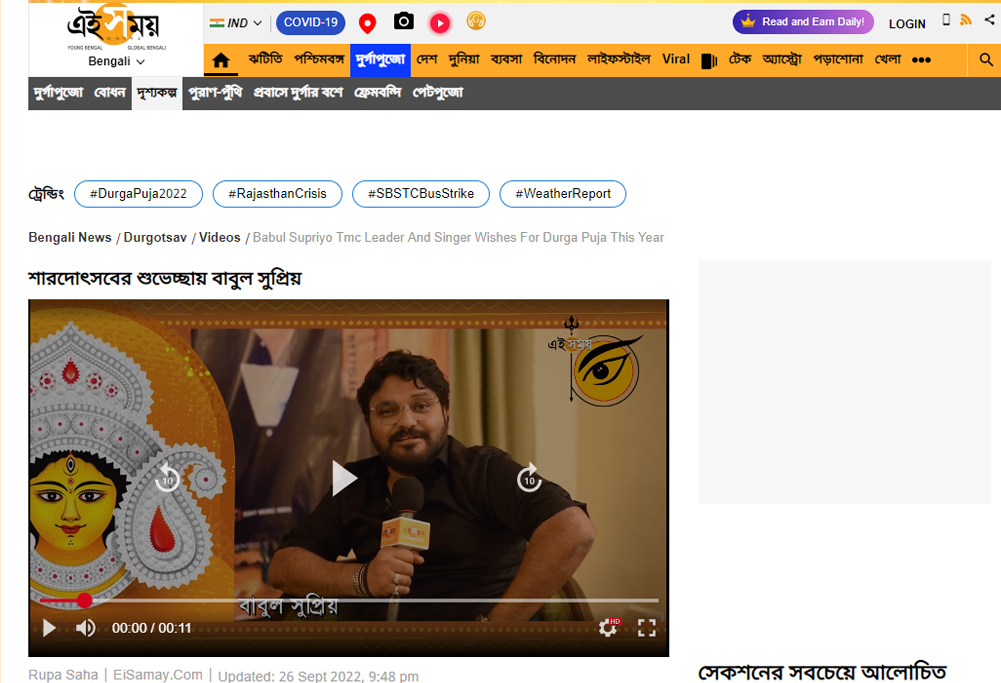 এই সময়
YOUNG BENGAL GLOBAL BENGALI
Bengali
IND COVID-19 Read and Earn Daily! LOGIN
ঝটিতি পশ্চিমবঙ্গ দুর্গাপুজো দেশ দুনিয়া ব্যবসা বিনোদন লাইফস্টাইল Viral টেক অ্যাস্ট্রো পড়াশোনা খেলা •••
দুর্গাপুজো বোধন দৃশ্যকল্প পুরাণ-পুঁথি প্রবাসে দুর্গার বশে ফ্রেমবন্দি পেটপুজো
ট্রেন্ডিং #DurgaPuja2022 #RajasthanCrisis #SBSTCBusStrike #WeatherReport
Bengali News / Durgotsav / Videos / Babul Supriyo Tmc Leader And Singer Wishes For Durga Puja This Year
শারদোৎসবের শুভেচ্ছায় বাবুল সুপ্রিয়
এই সময়
10 10
বাবুল সুপ্রিয়
00:00 / 00:11 HD
Rupa Saha | EiSamay.Com | Updated: 26 Sept 2022, 9:48 pm
সেকশনের সবচেয়ে আলোচিত